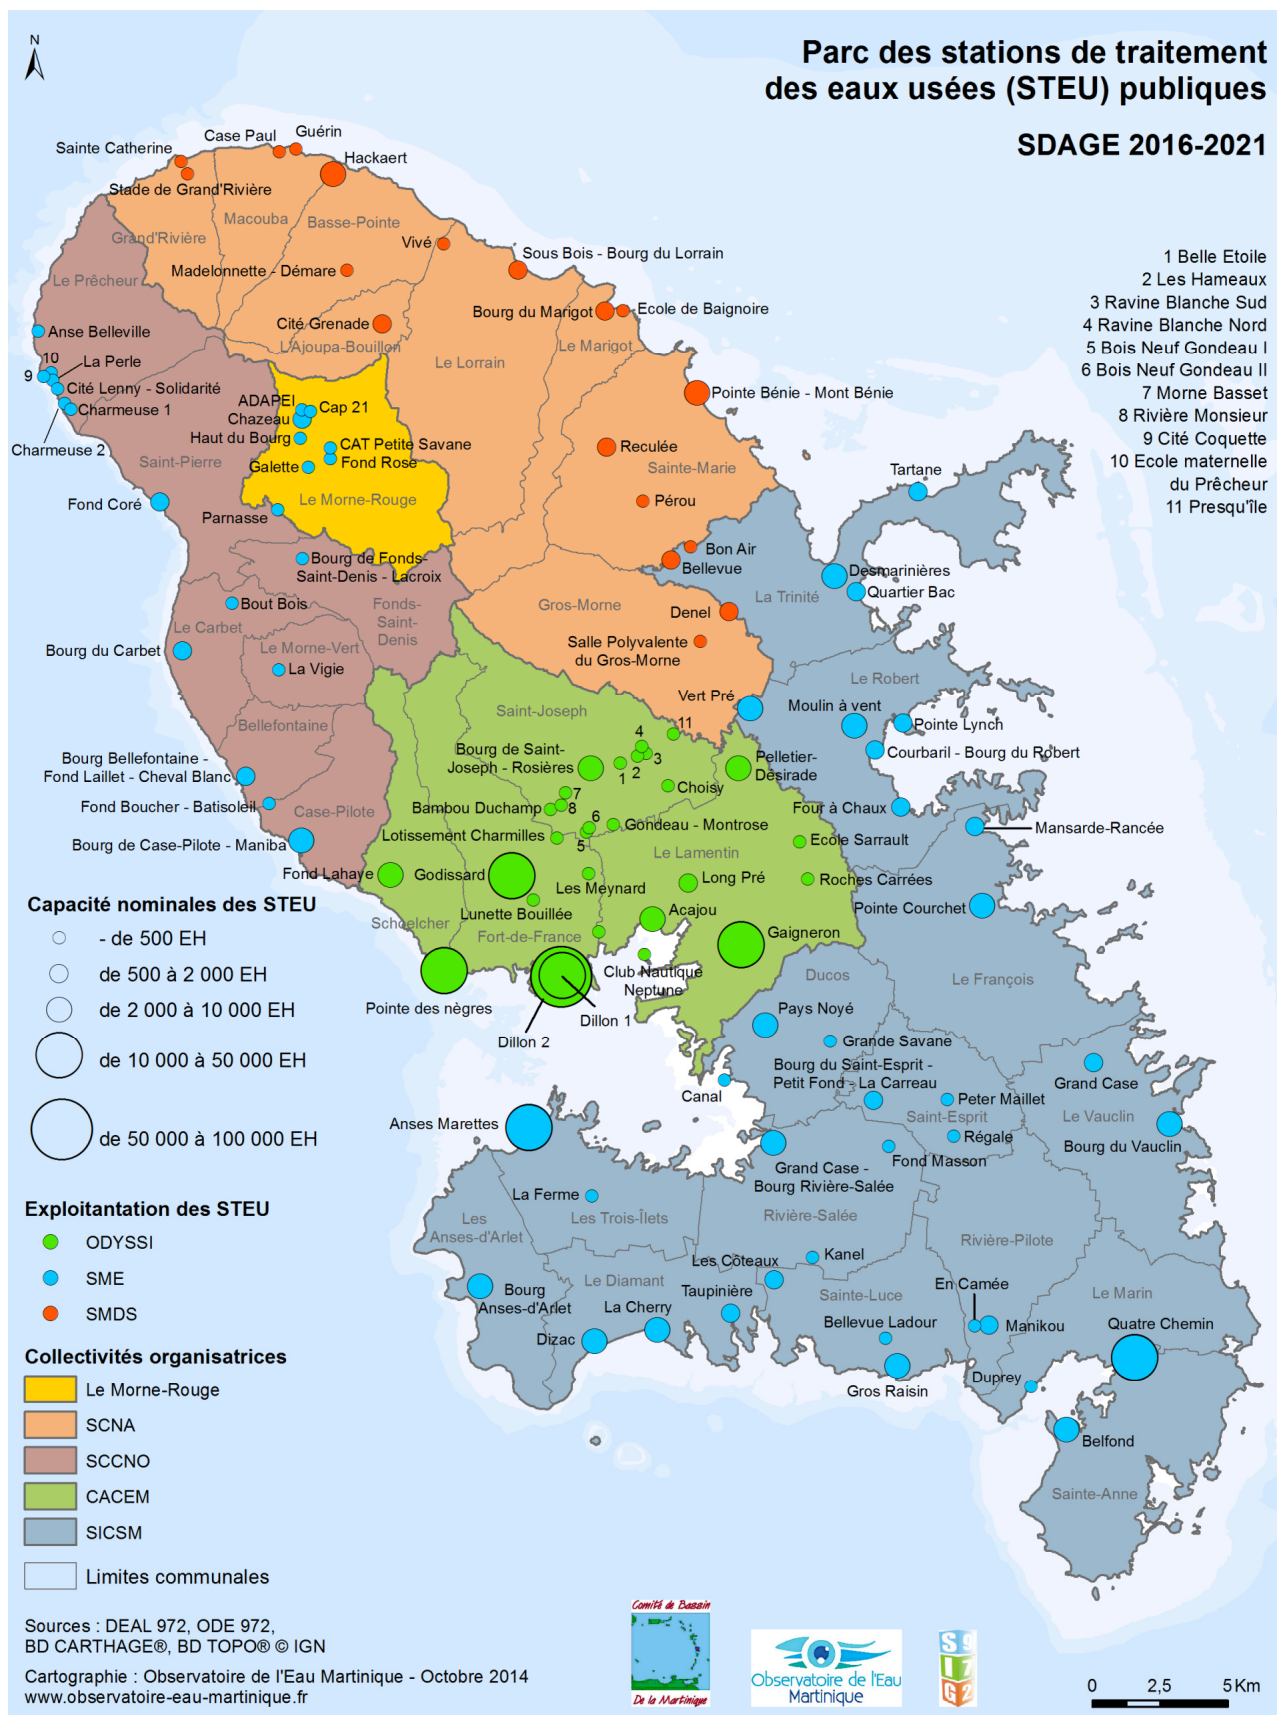 N
Parc des stations de traitement
des eaux usées (STEU) publiques
SDAGE 2016-2021
1 Belle Etoile
2 Les Hameaux
3 Ravine Blanche Sud
4 Ravine Blanche Nord
5 Bois Neuf Gondeau I
6 Bois Neuf Gondeau II
7 Morne Basset
8 Rivière Monsieur
9 Cité Coquette
10 Ecole maternelle
du Prêcheur
11 Presqu'île
Case Paul
Guérin
Sainte Catherine
Hackaert
Stade de Grand'Rivière
Macouba
Basse-Pointe
Grand'Rivière
Vivé
Sous Bois - Bourg du Lorrain
Madelonnette - Démare
Le Prêcheur
Bourg du Marigot
Ecole de Baignoire
Cité Grenade
Anse Belleville
L'Ajoupa-Bouillon
Le Marigot
10
La Perle
Le Lorrain
9
Cité Lenny - Solidarité
Pointe Bénie - Mont Bénie
ADAPEI
Cap 21
Charmeuse 1
Chazeau
Haut du Bourg
CAT Petite Savane
Reculée
Charmeuse 2
Saint-Pierre
Galette
Fond Rose
Sainte-Marie
Tartane
Le Morne-Rouge
Pérou
Fond Coré
Parnasse
Bon Air
Bourg de Fonds-
Saint-Denis - Lacroix
Bellevue
Desmarinières
Quartier Bac
La Trinité
Bout Bois
Fonds-
Saint-
Denis
Gros-Morne
Denel
Le Carbet
Bourg du Carbet
Le Morne-Vert
La Vigie
Salle Polyvalente
du Gros-Morne
Le Robert
Vert Pré
Moulin à vent
Saint-Joseph
Bellefontaine
11
Pointe Lynch
4
Bourg de Saint-
Joseph - Rosières
3
1
2
Pelletier-
Désirade
Courbaril - Bourg du Robert
Bourg Bellefontaine -
Fond Laillet - Cheval Blanc
Choisy
7
Fond Boucher - Batisoleil
Case-Pilote
Bambou Duchamp
8
Four à Chaux
6
Gondeau - Montrose
Mansarde-Rancée
Lotissement Charmilles
5
Ecole Sarrault
Bourg de Case-Pilote - Maniba
Le Lamentin
Fond Lahaye
Godissard
Les Meynard
Long Pré
Roches Carrées
Lunette Bouillée
Acajou
Pointe Courchet
Schoelcher
Fort-de-France
Gaigneron
Club Nautique
Neptune
Ducos
Le François
Pointe des nègres
Dillon 1
Dillon 2
Pays Noyé
Grande Savane
Bourg du Saint-Esprit -
Petit Fond - La Carreau
Grand Case
Canal
Peter Maillet
Saint-Esprit
Le Vauclin
Anses Marettes
Régale
Bourg du Vauclin
Fond Masson
Grand Case -
Bourg Rivière-Salée
La Ferme
Les Trois-Îlets
Rivière-Salée
Les
Anses-d'Arlet
Rivière-Pilote
Les Côteaux
Kanel
Le Diamant
Bourg
Anses-d'Arlet
Taupinière
En Camée
Sainte-Luce
Le Marin
La Cherry
Bellevue Ladour
Manikou
Quatre Chemin
Dizac
Duprey
Gros Raisin
Belfond
Sainte-Anne
Capacité nominales des STEU
- de 500 EH
de 500 à 2 000 EH
de 2 000 à 10 000 EH
de 10 000 à 50 000 EH
de 50 000 à 100 000 EH
Exploitantation des STEU
ODYSSI
SME
SMDS
Collectivités organisatrices
Le Morne-Rouge
SCNA
SCCNO
CACEM
SICSM
Limites communales
Sources : DEAL 972, ODE 972,
BD CARTHAGE®, BD TOPO® © IGN
Cartographie : Observatoire de l'Eau Martinique - Octobre 2014
www.observatoire-eau-martinique.fr
Comité de Bassin
De la Martinique
Observatoire de l'Eau
Martinique
S 9
I 7
G 2
0 2,5 5 Km